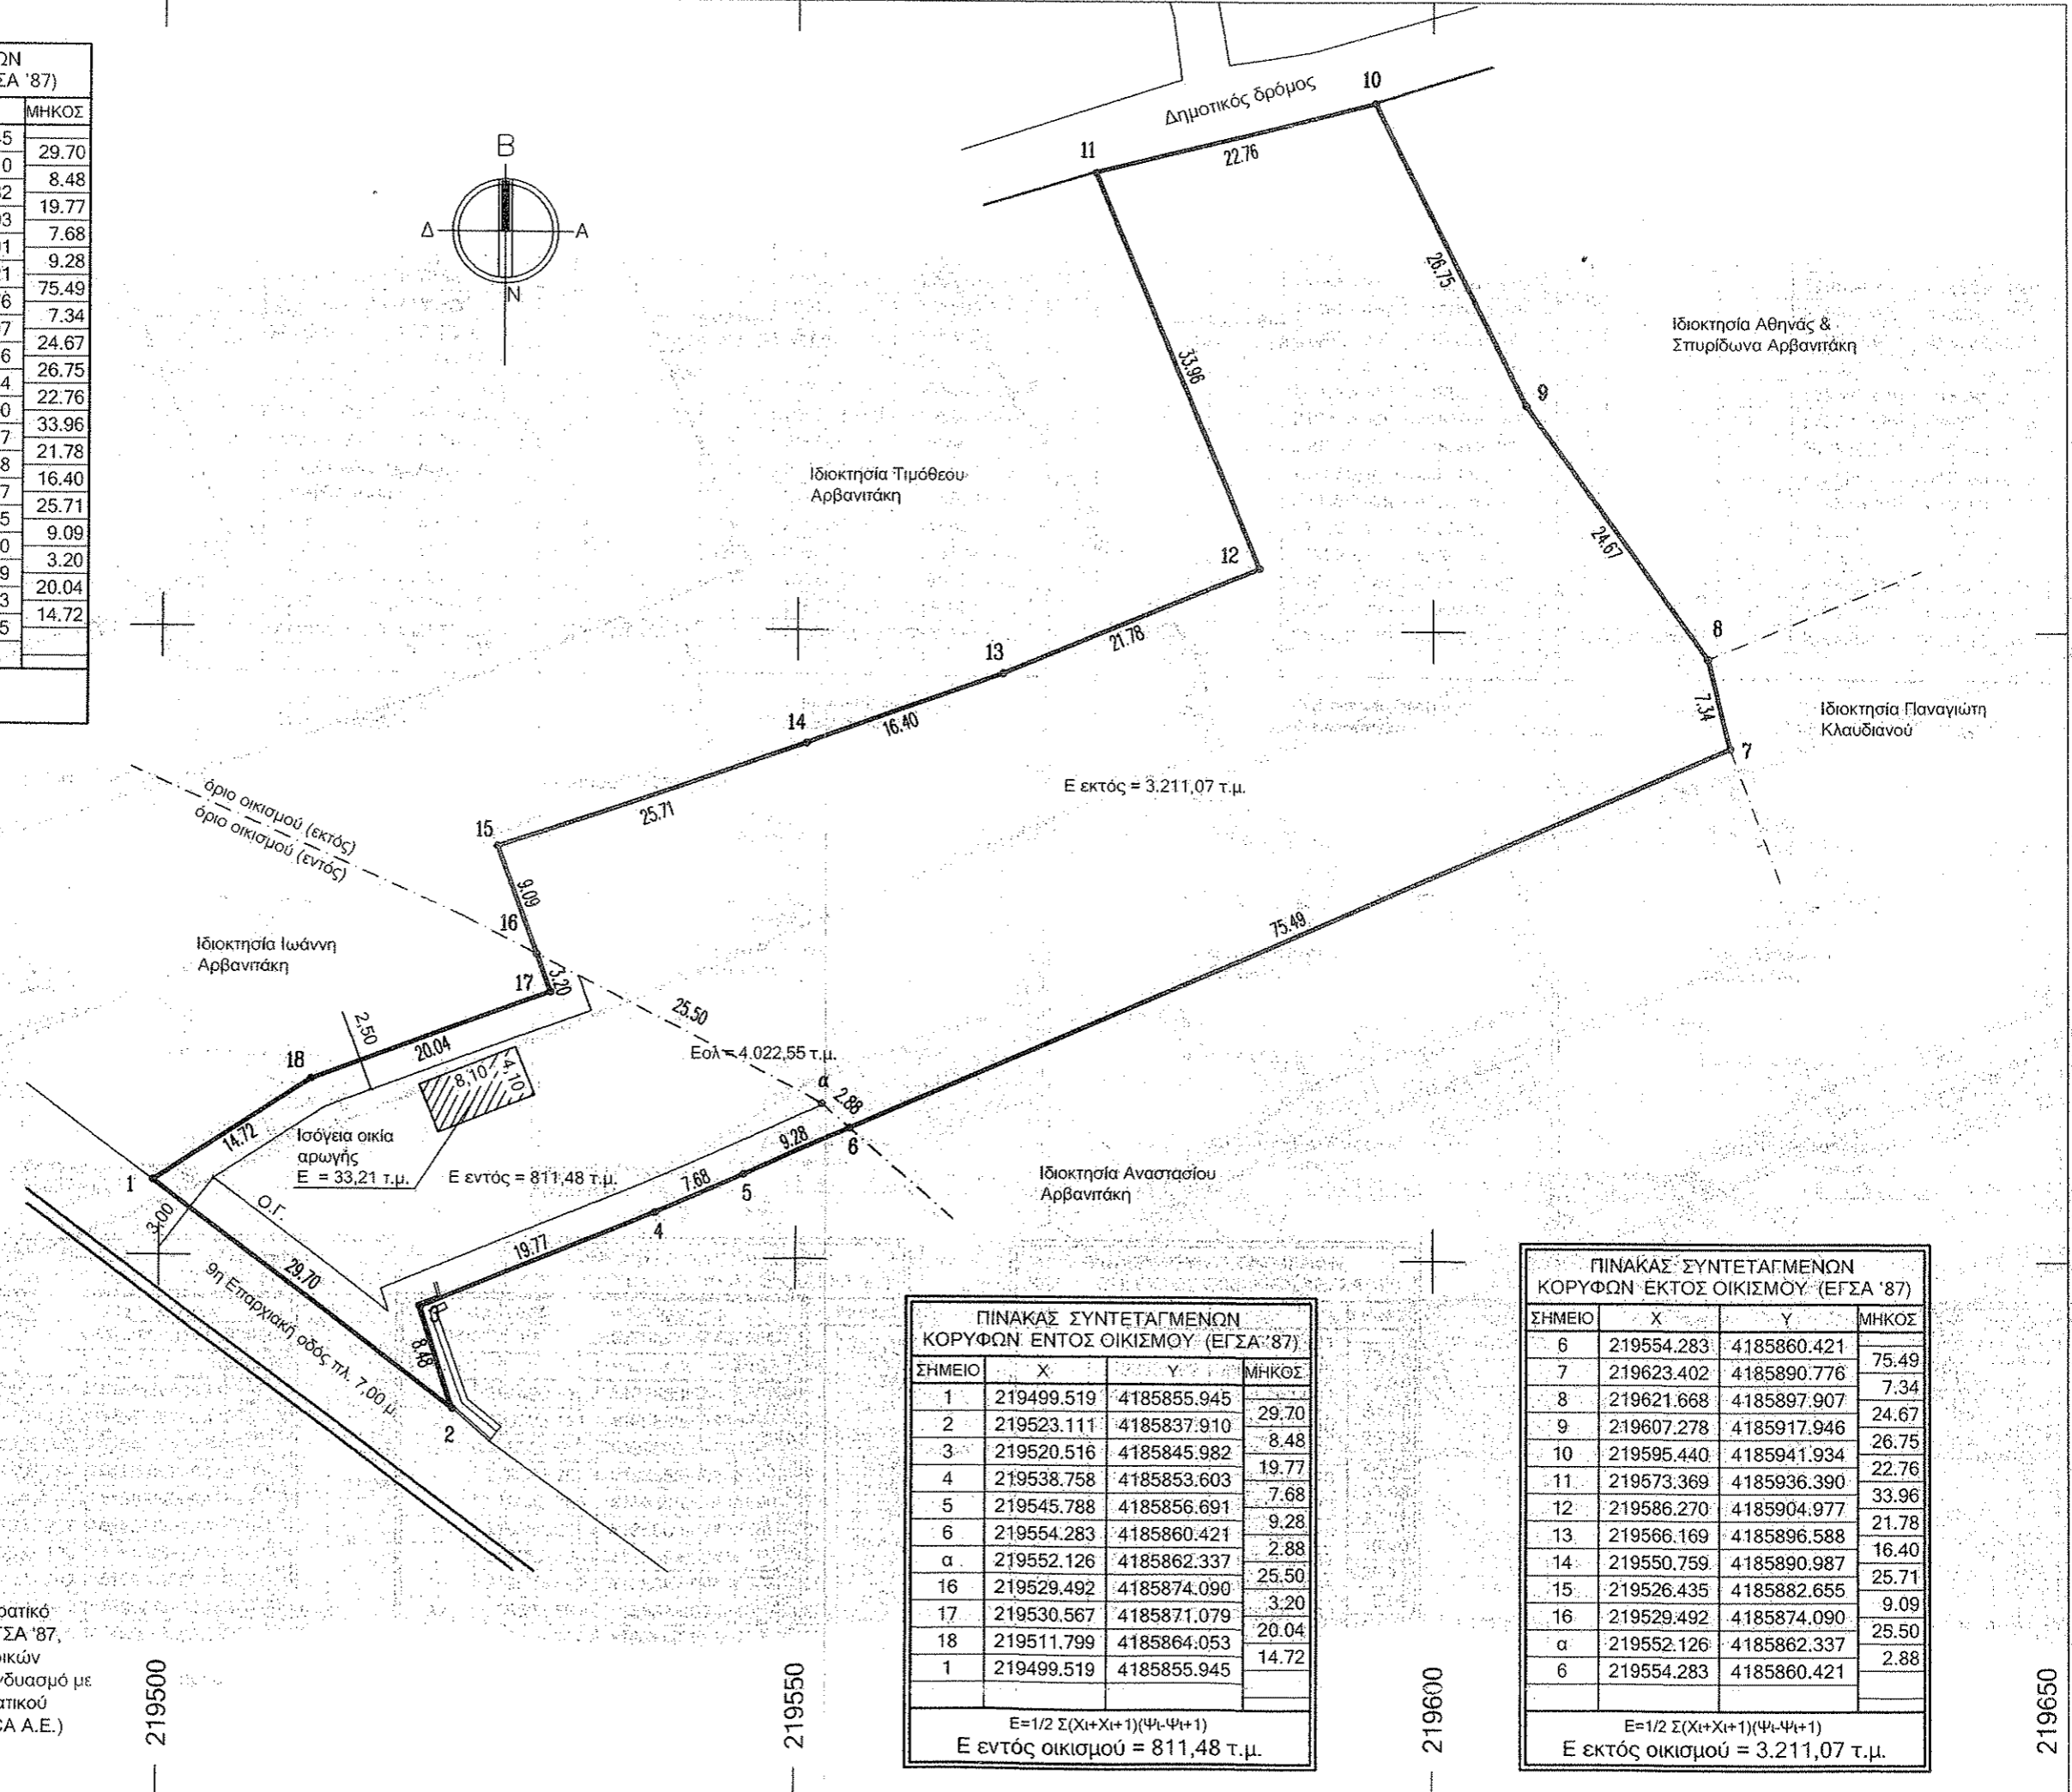 ΩΝ
ΣΑ '87)
ΜΗΚΟΣ
29.70
8.48
19.77
7.68
9.28
75.49
7.34
24.67
26.75
22.76
33.96
21.78
16.40
25.71
9.09
3.20
20.04
14.72
Β
Δ
Α
Ν
Δημοτικός δρόμος
10
11
22.76
26.75
33.96
9
Ιδιοκτησία Αθηνάς &
Σπυρίδωνα Αρβανιτάκη
Ιδιοκτησία Τιμόθεου
Αρβανιτάκη
24.67
12
8
21.78
13
7.34
Ιδιοκτησία Παναγιώτη
Κλαυδιανού
14
16.40
7
Ε εκτός = 3.211,07 τ.μ.
όριο οικισμού (εκτός)
όριο οικισμού (εντός)
25.71
15
9.09
16
75.49
Ιδιοκτησία Ιωάννη
Αρβανιτάκη
17
3.20
25.50
2,50
20.04
Εολ = 4.022,55 τ.μ.
18
8,10
4,10
α
2.88
14.72
Ισόγεια οικία
αρωγής
Ε = 33,21 τ.μ.
Ε εντός = 811,48 τ.μ.
9.28
6
7.68
5
Ιδιοκτησία Αναστασίου
Αρβανιτάκη
1
Ο.Γ.
3,00
4
19.77
29.70
9η Επαρχιακή οδός πλ. 7,00 μ.
8.48
2
ΠΙΝΑΚΑΣ ΣΥΝΤΕΤΑΓΜΕΝΩΝ
ΚΟΡΥΦΩΝ ΕΝΤΟΣ ΟΙΚΙΣΜΟΥ (ΕΓΣΑ '87)
ΣΗΜΕΙΟ Χ Υ ΜΗΚΟΣ
1 219499.519 4185855.945
29.70
2 219523.111 4185837.910
8.48
3 219520.516 4185845.982
19.77
4 219538.758 4185853.603
7.68
5 219545.788 4185856.691
9.28
6 219554.283 4185860.421
2.88
α 219552.126 4185862.337
25.50
16 219529.492 4185874.090
3.20
17 219530.567 4185871.079
20.04
18 219511.799 4185864.053
14.72
1 219499.519 4185855.945
Ε=1/2 Σ(Χι+Χι+1)(Ψι-Ψι+1)
Ε εντός οικισμού = 811,48 τ.μ.
ΠΙΝΑΚΑΣ ΣΥΝΤΕΤΑΓΜΕΝΩΝ
ΚΟΡΥΦΩΝ ΕΚΤΟΣ ΟΙΚΙΣΜΟΥ (ΕΓΣΑ '87)
ΣΗΜΕΙΟ Χ Υ ΜΗΚΟΣ
6 219554.283 4185860.421
75.49
7 219623.402 4185890.776
7.34
8 219621.668 4185897.907
24.67
9 219607.278 4185917.946
26.75
10 219595.440 4185941.934
22.76
11 219573.369 4185936.390
33.96
12 219586.270 4185904.977
21.78
13 219566.169 4185896.588
16.40
14 219550.759 4185890.987
25.71
15 219526.435 4185882.655
9.09
16 219529.492 4185874.090
25.50
α 219552.126 4185862.337
2.88
6 219554.283 4185860.421
Ε=1/2 Σ(Χι+Χι+1)(Ψι-Ψι+1)
Ε εκτός οικισμού = 3.211,07 τ.μ.
ΓΣΑ '87,
με
Α.Ε.)
219500
219550
219600
219650